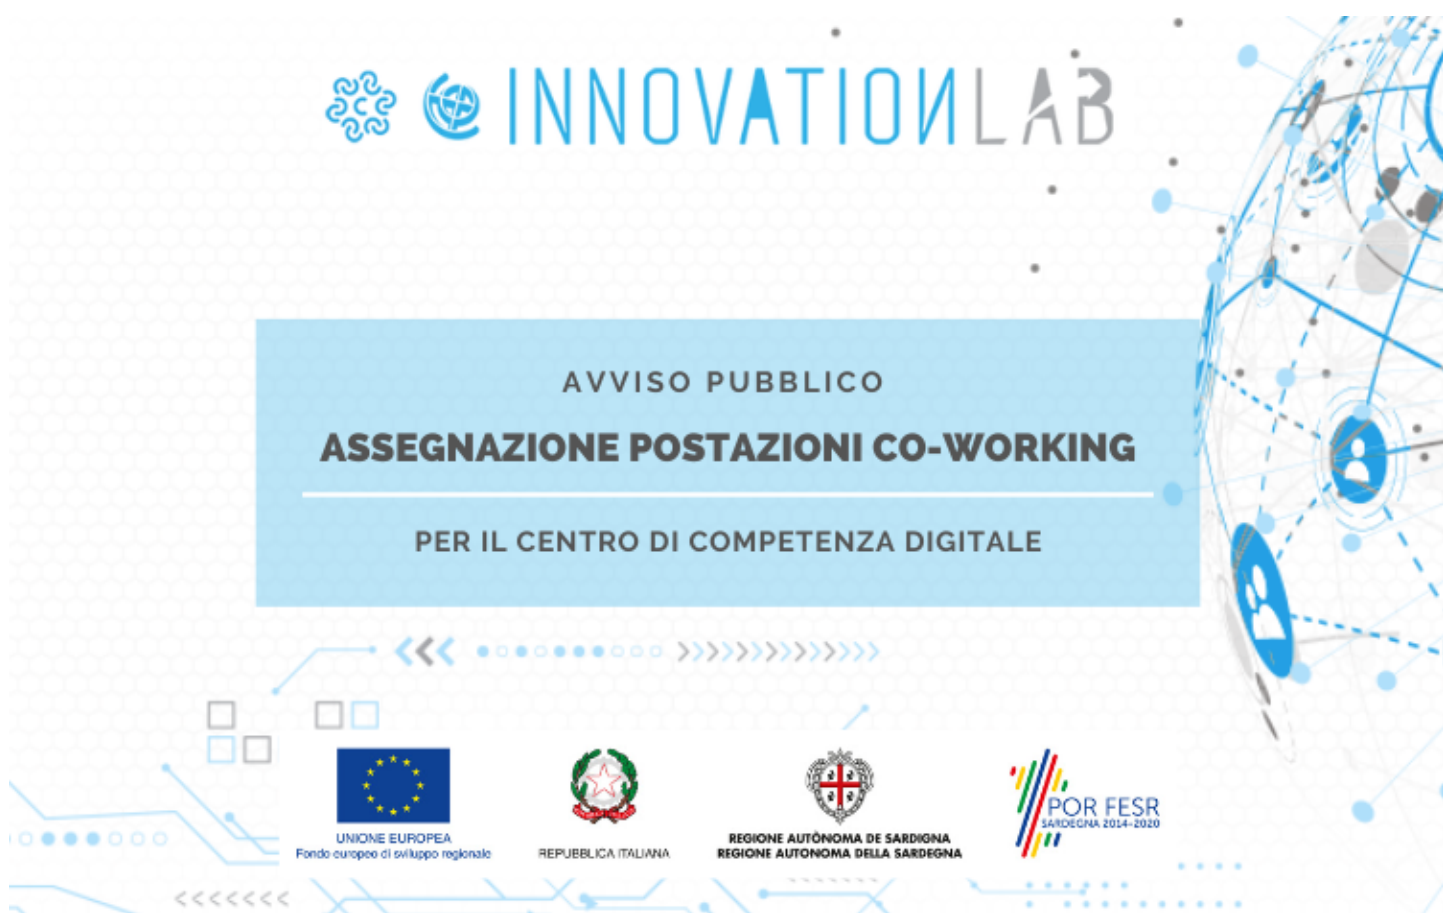 INNOVATIONLAB
AVVISO PUBBLICO
ASSEGNAZIONE POSTAZIONI CO-WORKING
PER IL CENTRO DI COMPETENZA DIGITALE
UNIONE EUROPEA
Fondo europeo di sviluppo regionale
REPUBBLICA ITALIANA
REGIONE AUTÒNOMA DE SARDIGNA
REGIONE AUTONOMA DELLA SARDEGNA
POR FESR
SARDEGNA 2014-2020